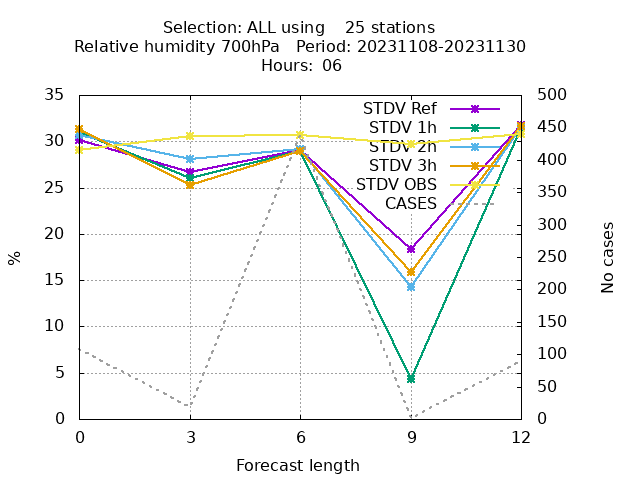 Selection: ALL using 25 stations
Relative humidity 700hPa Period: 20231108-20231130
Hours: 06
35
30
25
20
15
10
5
0
%
500
450
400
350
300
250
200
150
100
50
0
No cases
STDV Ref
STDV 1h
STDV 2h
STDV 3h
STDV OBS
CASES
0 3 6 9 12
Forecast length